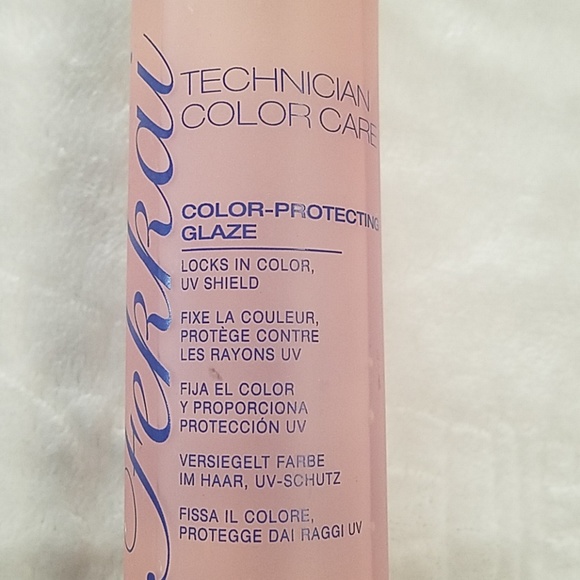 fekkai
TECHNICIAN
COLOR CARE
COLOR-PROTECTING
GLAZE
LOCKS IN COLOR,
UV SHIELD
FIXE LA COULEUR,
PROTÈGE CONTRE
LES RAYONS UV
FIJA EL COLOR
Y PROPORCIONA
PROTECCIÓN UV
VERSIEGELT FARBE
IM HAAR, UV-SCHUTZ
FISSA IL COLORE,
PROTEGGE DAI RAGGI UV